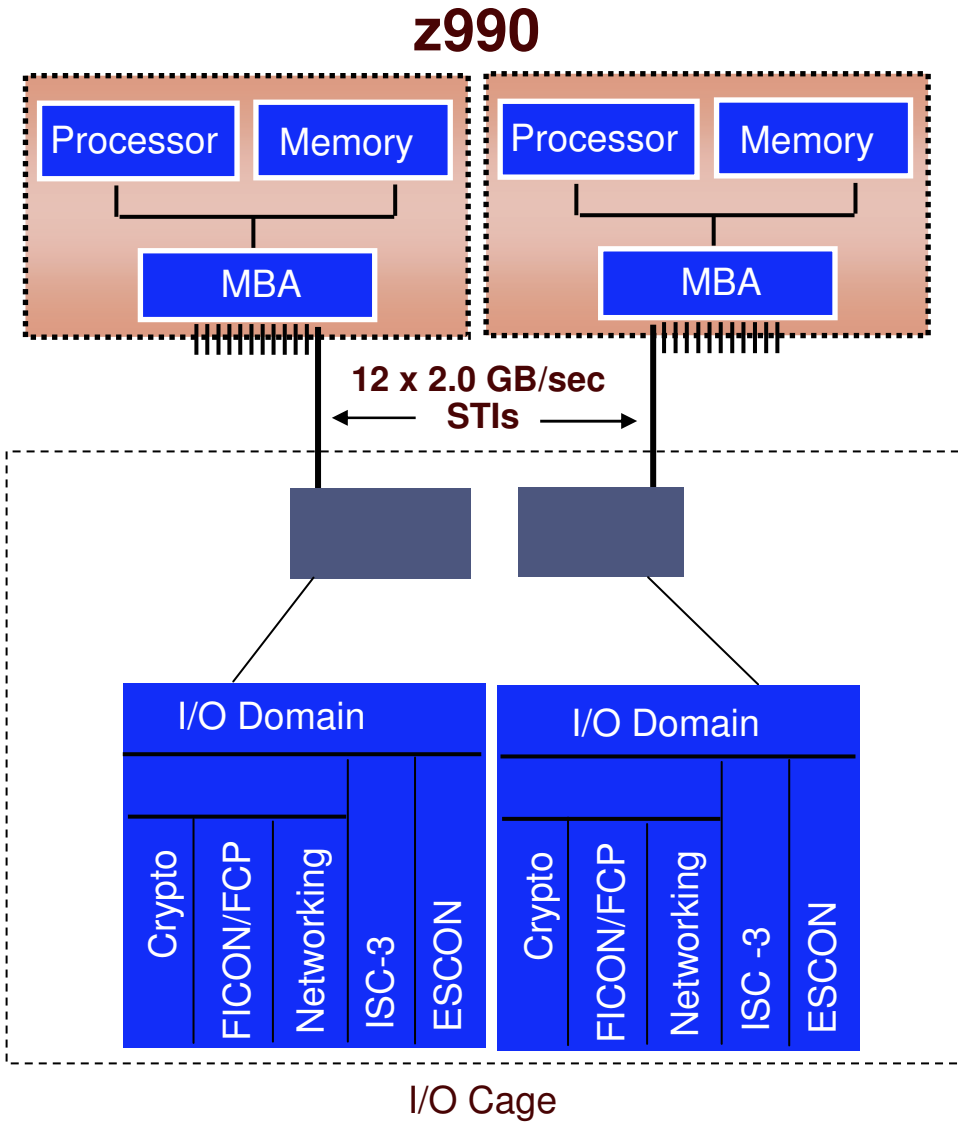 z990
Processor
Memory
Processor
Memory
MBA
MBA
12 x 2.0 GB/sec
STIs
I/O Domain
I/O Domain
Crypto
FICON/FCP
Networking
ISC-3
ESCON
Crypto
FICON/FCP
Networking
ISC -3
ESCON
I/O Cage